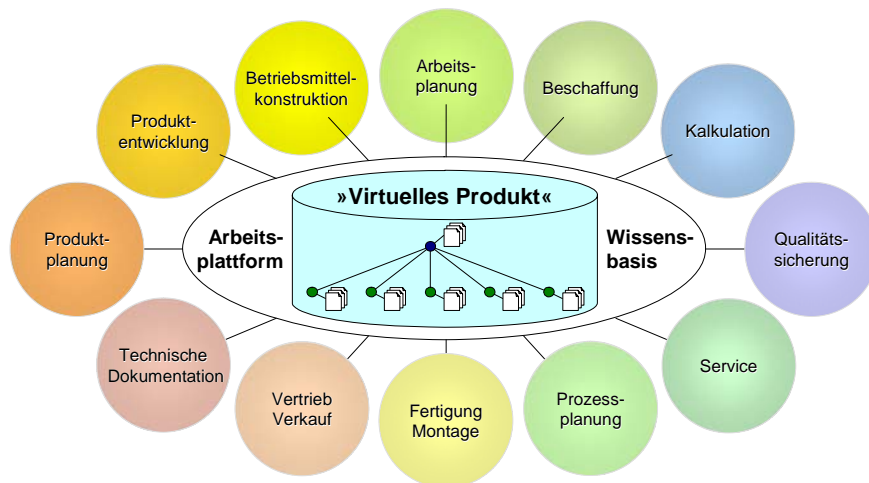 Betriebsmittel-
konstruktion
Arbeits-
planung
Beschaffung
Produkt-
entwicklung
Kalkulation
»Virtuelles Produkt«
Produkt-
planung
Arbeits-
plattform
Wissens-
basis
Qualitäts-
sicherung
Technische
Dokumentation
Vertrieb
Verkauf
Fertigung
Montage
Prozess-
planung
Service